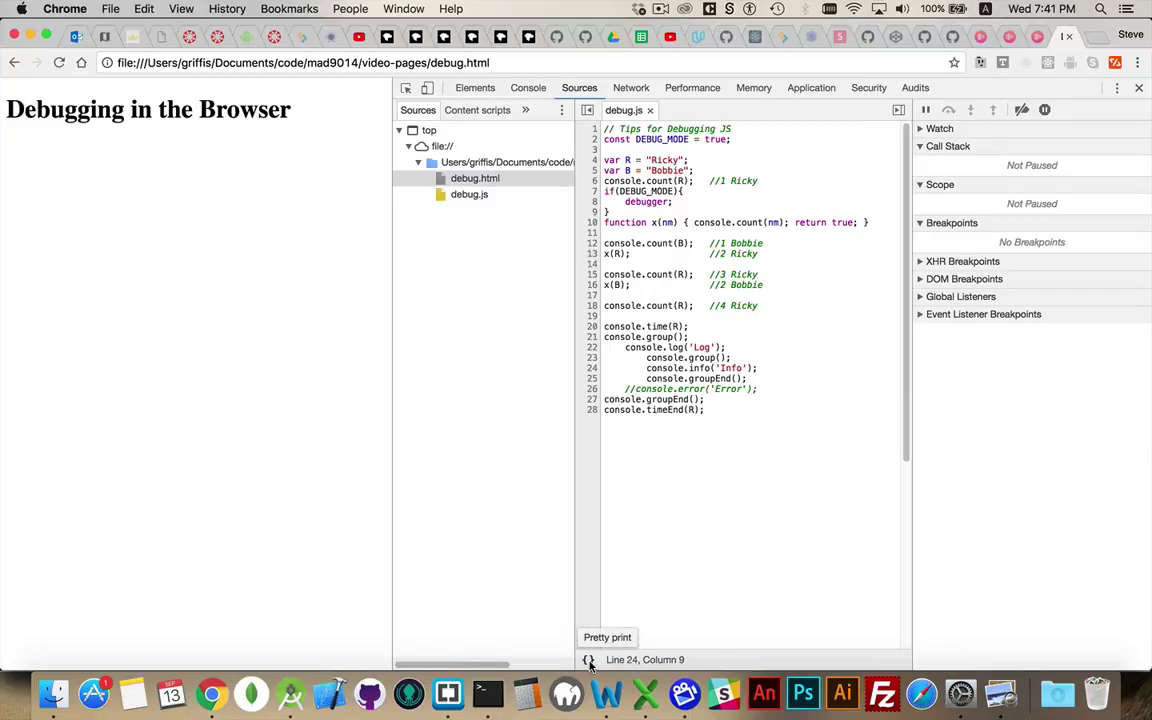 Chrome File Edit View History Bookmarks People Window Help 100% A Wed 7:41 PM
Steve
file:///Users/griffis/Documents/code/mad9014/video-pages/debug.html
Elements Console Sources Network Performance Memory Application Security Audits
Sources Content scripts » debug.js ×
top
file://
Users/griffis/Documents/code/
debug.html
debug.js
1 // Tips for Debugging JS
2 const DEBUG_MODE = true;
3
4 var R = "Ricky";
5 var B = "Bobbie";
6 console.count(R); //1 Ricky
7 if(DEBUG_MODE){
8 debugger;
9 }
10 function x(nm) { console.count(nm); return true; }
11
12 console.count(B); //1 Bobbie
13 x(R); //2 Ricky
14
15 console.count(R); //3 Ricky
16 x(B); //2 Bobbie
17
18 console.count(R); //4 Ricky
19
20 console.time(R);
21 console.group();
22 console.log('Log');
23 console.group();
24 console.info('Info');
25 console.groupEnd();
26 //console.error('Error');
27 console.groupEnd();
28 console.timeEnd(R);
Watch
Call Stack
Not Paused
Scope
Not Paused
Breakpoints
No Breakpoints
XHR Breakpoints
DOM Breakpoints
Global Listeners
Event Listener Breakpoints
Debugging in the Browser
Pretty print
{} Line 24, Column 9
1
SEP
13
An
Ps
Ai
Fz